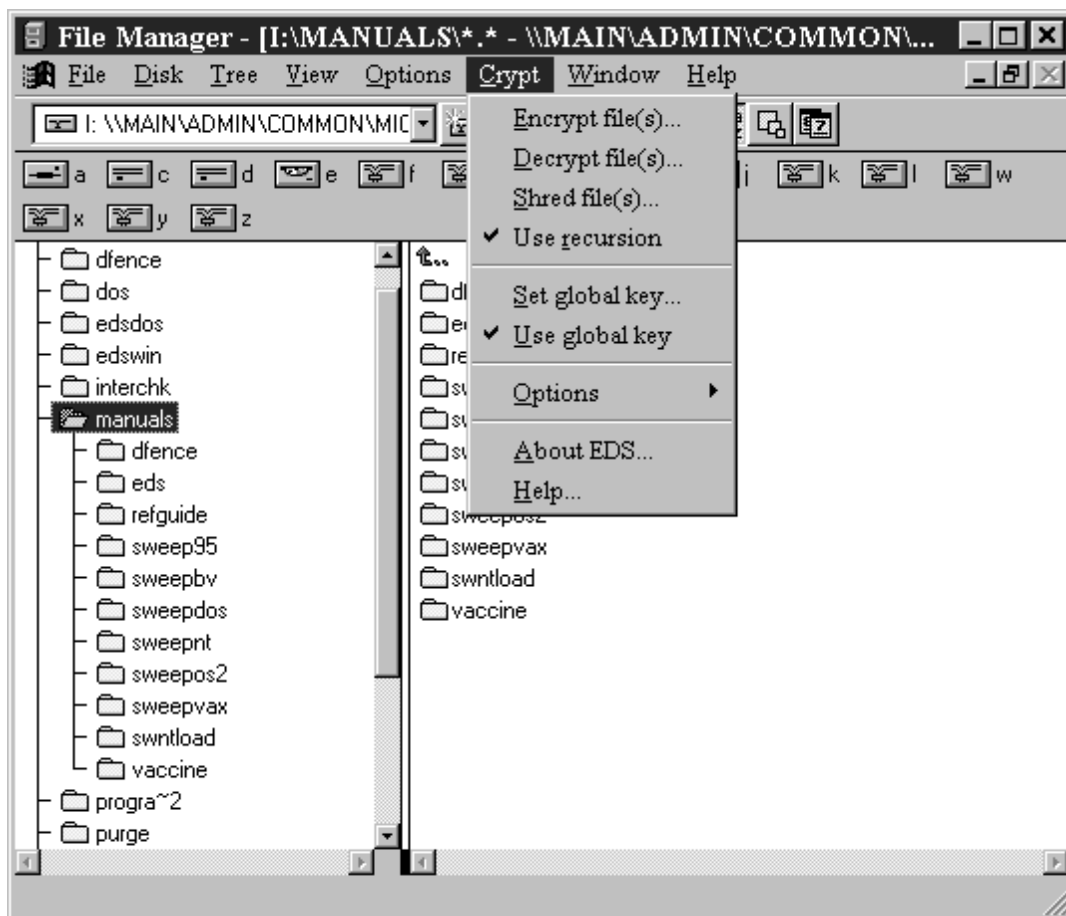 File Manager - [I:\MANUALS\*.* - \\MAIN\ADMIN\COMMON\...
File Disk Tree View Options Crypt Window Help
I: \\MAIN\ADMIN\COMMON\MIC
a c d e f j k l w
x y z
Encrypt file(s)...
Decrypt file(s)...
Shred file(s)...
Use recursion
Set global key...
Use global key
Options
About EDS...
Help...
dfence
dos
edsdos
edswin
interchk
manuals
dfence
eds
refguide
sweep95
sweepbv
sweepdos
sweepnt
sweepos2
sweepvax
swntload
vaccine
progra~2
purge
sweepos2
sweepvax
swntload
vaccine